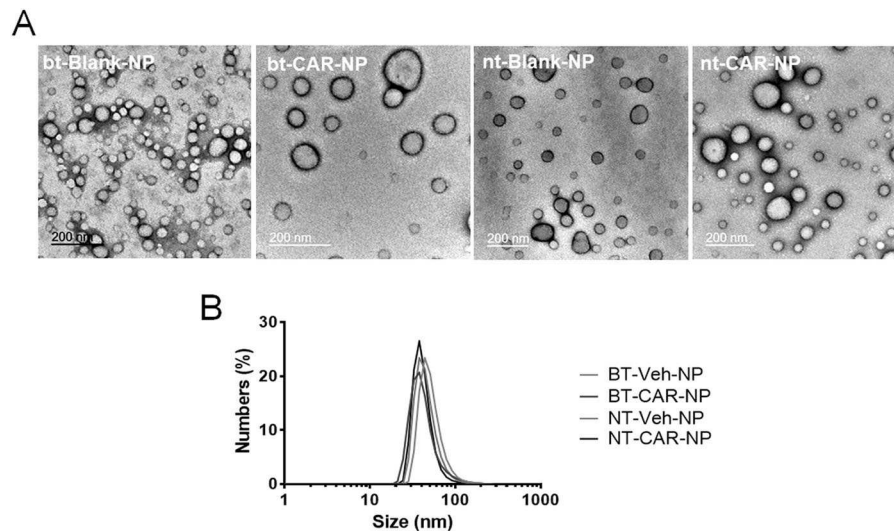 A
bt-Blank-NP
bt-CAR-NP
nt-Blank-NP
nt-CAR-NP
200 nm
200 nm
200 nm
200 nm
B
Numbers (%)
30
20
10
0
1
10
100
1000
Size (nm)
BT-Veh-NP
BT-CAR-NP
NT-Veh-NP
NT-CAR-NP